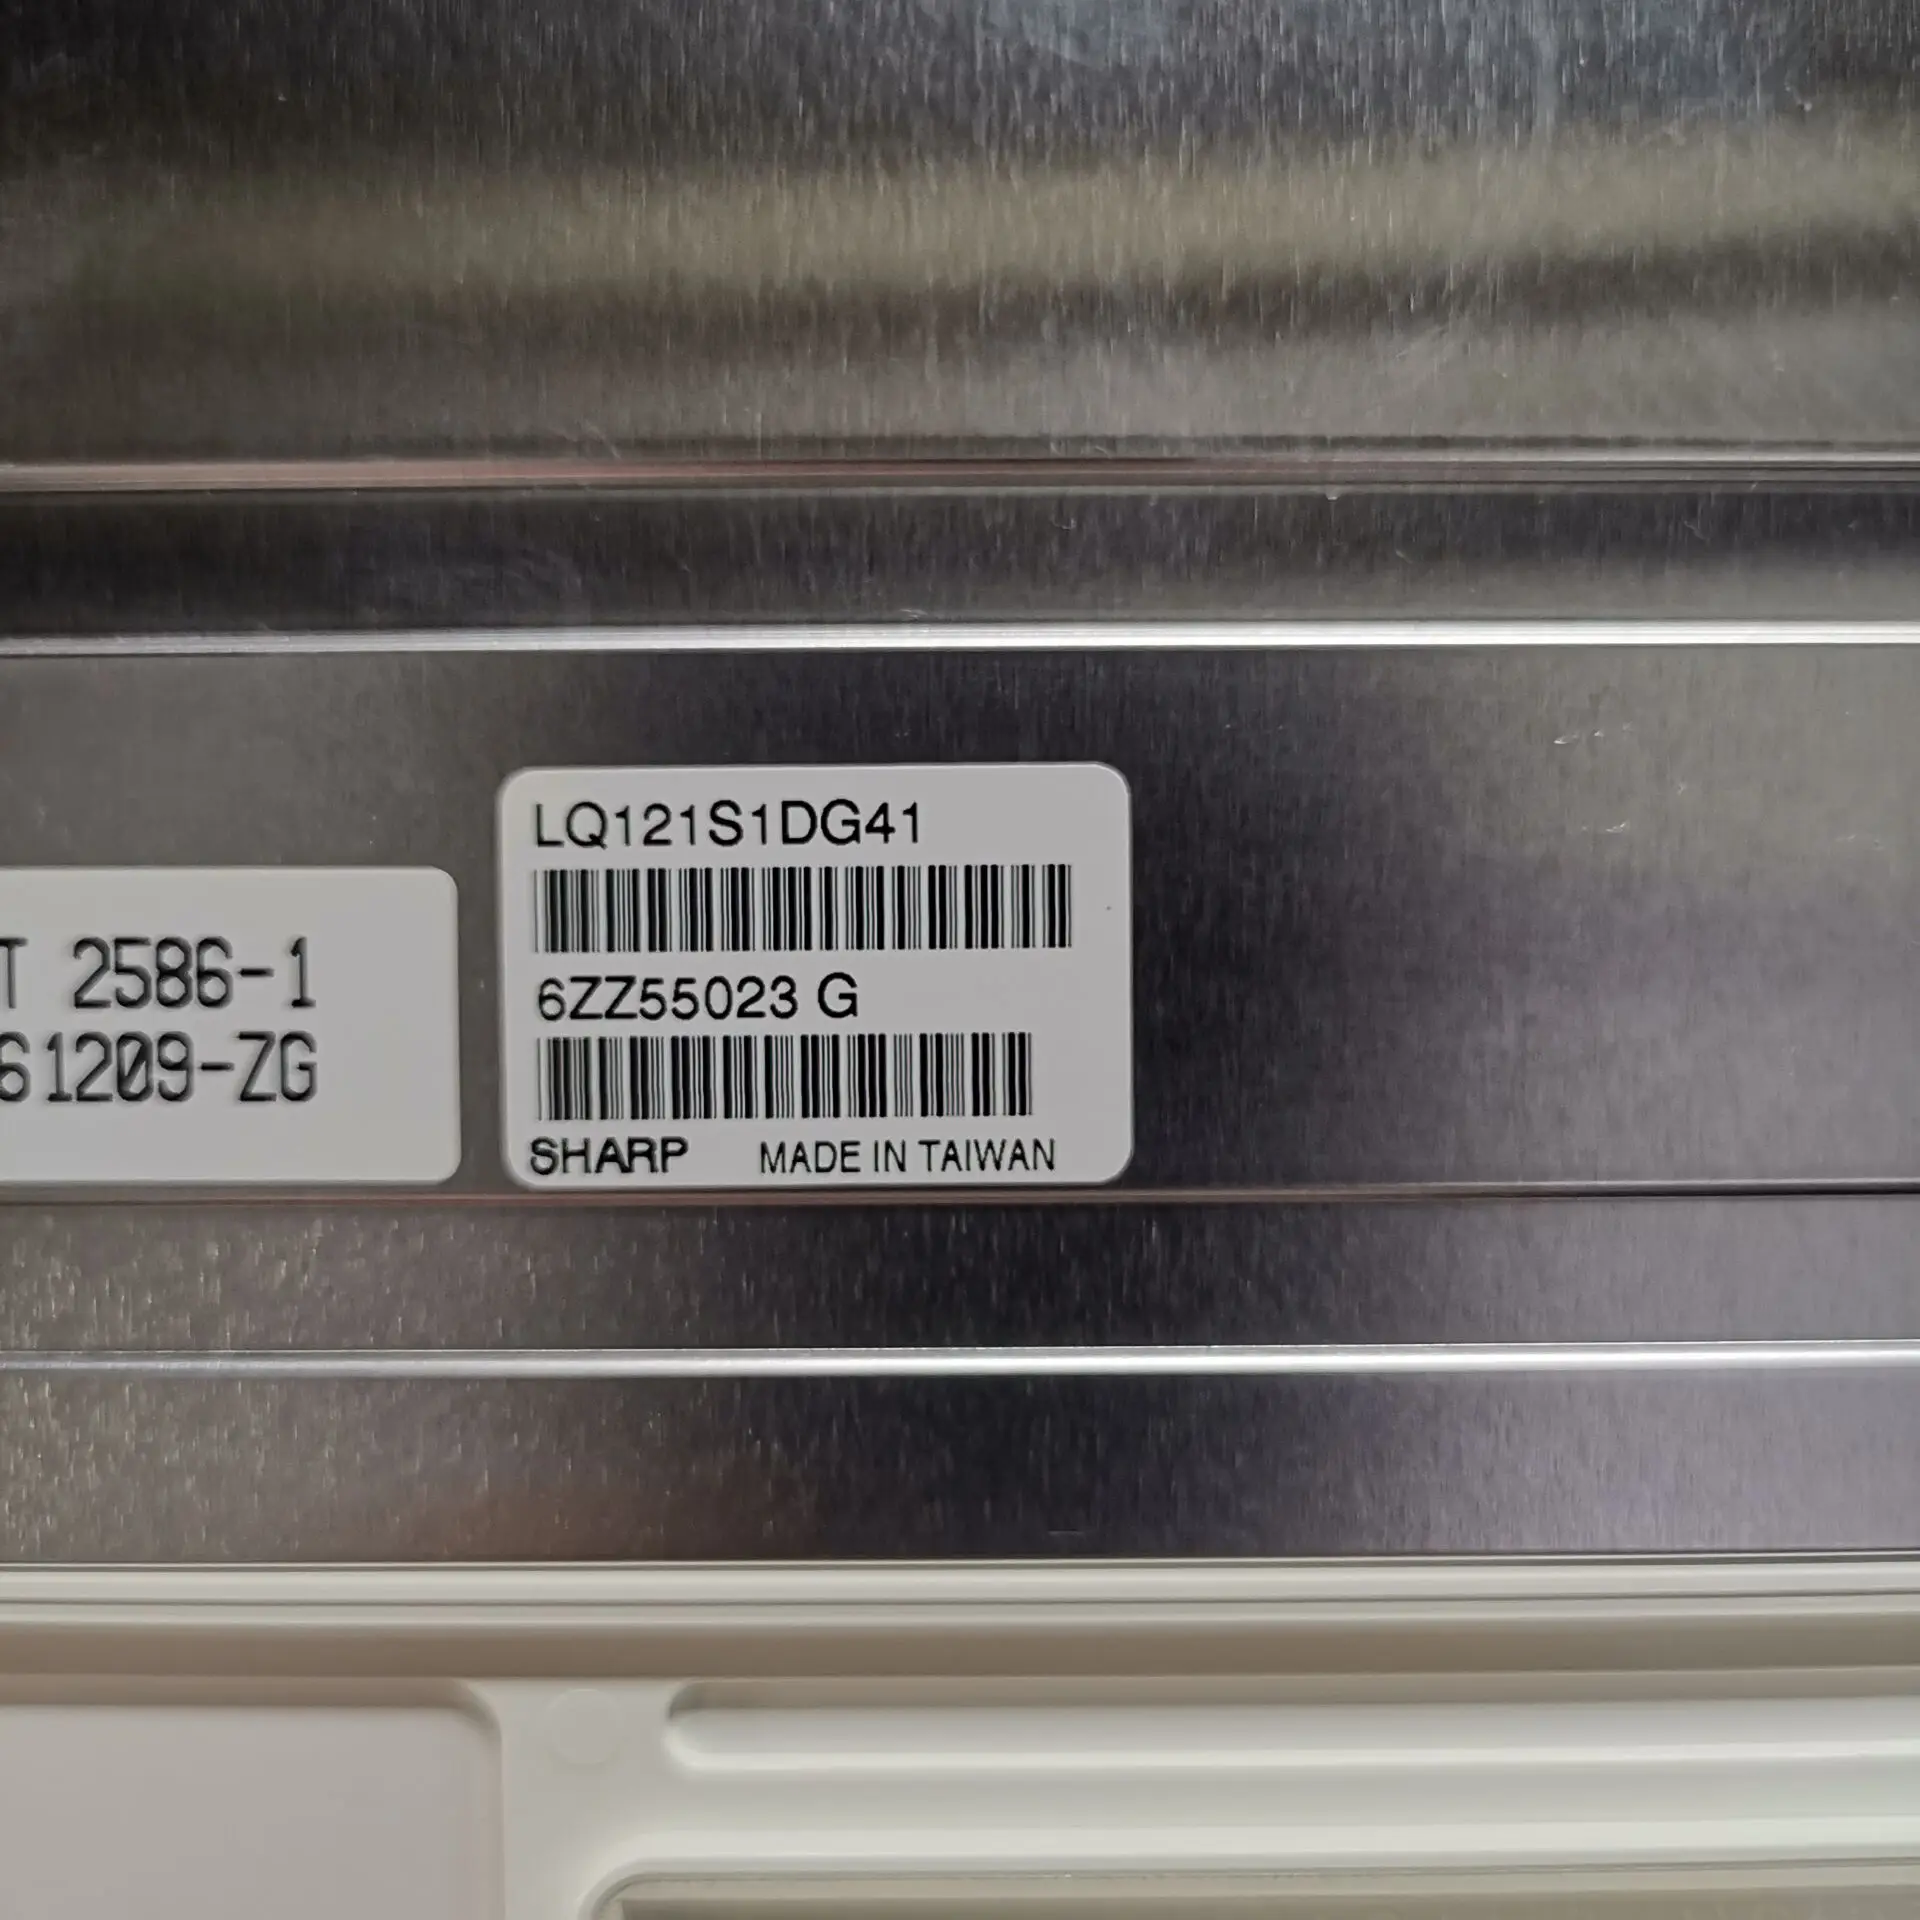 LQ121S1DG41
6ZZ55023 G
SHARP MADE IN TAIWAN
T 2586-1
61209-ZG